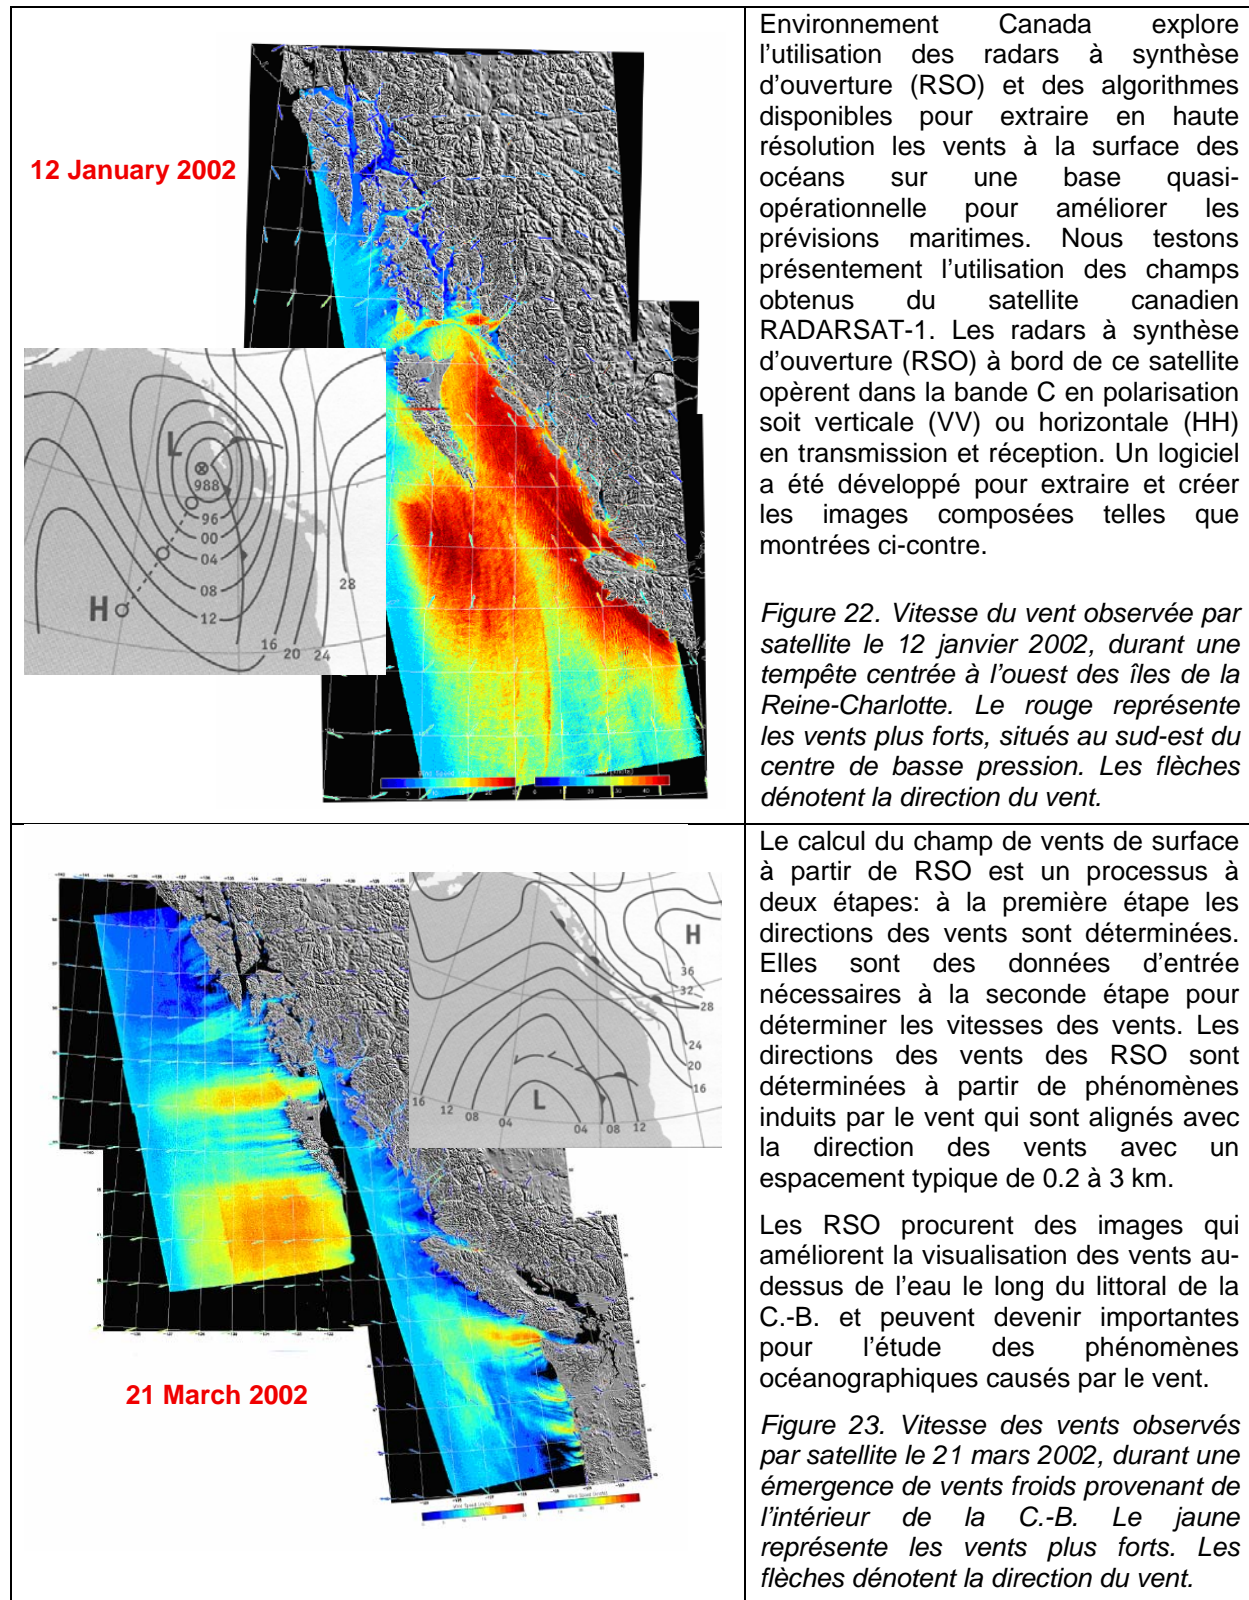 12 January 2002
L
988
96
00
04
08
12
16
20
24
28
H
Environnement Canada explore
l’utilisation des radars à synthèse
d’ouverture (RSO) et des algorithmes
disponibles pour extraire en haute
résolution les vents à la surface des
océans sur une base quasi-
opérationnelle pour améliorer les
prévisions maritimes. Nous testons
présentement l’utilisation des champs
obtenus du satellite canadien
RADARSAT-1. Les radars à synthèse
d’ouverture (RSO) à bord de ce satellite
opèrent dans la bande C en polarisation
soit verticale (VV) ou horizontale (HH)
en transmission et réception. Un logiciel
a été développé pour extraire et créer
les images composées telles que
montrées ci-contre.
Figure 22. Vitesse du vent observée par
satellite le 12 janvier 2002, durant une
tempête centrée à l’ouest des îles de la
Reine-Charlotte. Le rouge représente
les vents plus forts, situés au sud-est du
centre de basse pression. Les flèches
dénotent la direction du vent.
H
36
32
28
24
20
16
16
12
08
04
L
04
08
12
21 March 2002
Wind Speed (m/s)
Wind Speed (knots)
Le calcul du champ de vents de surface
à partir de RSO est un processus à
deux étapes: à la première étape les
directions des vents sont déterminées.
Elles sont des données d’entrée
nécessaires à la seconde étape pour
déterminer les vitesses des vents. Les
directions des vents des RSO sont
déterminées à partir de phénomènes
induits par le vent qui sont alignés avec
la direction des vents avec un
espacement typique de 0.2 à 3 km.
Les RSO procurent des images qui
améliorent la visualisation des vents au-
dessus de l’eau le long du littoral de la
C.-B. et peuvent devenir importantes
pour l’étude des phénomènes
océanographiques causés par le vent.
Figure 23. Vitesse des vents observés
par satellite le 21 mars 2002, durant une
émergence de vents froids provenant de
l’intérieur de la C.-B. Le jaune
représente les vents plus forts. Les
flèches dénotent la direction du vent.